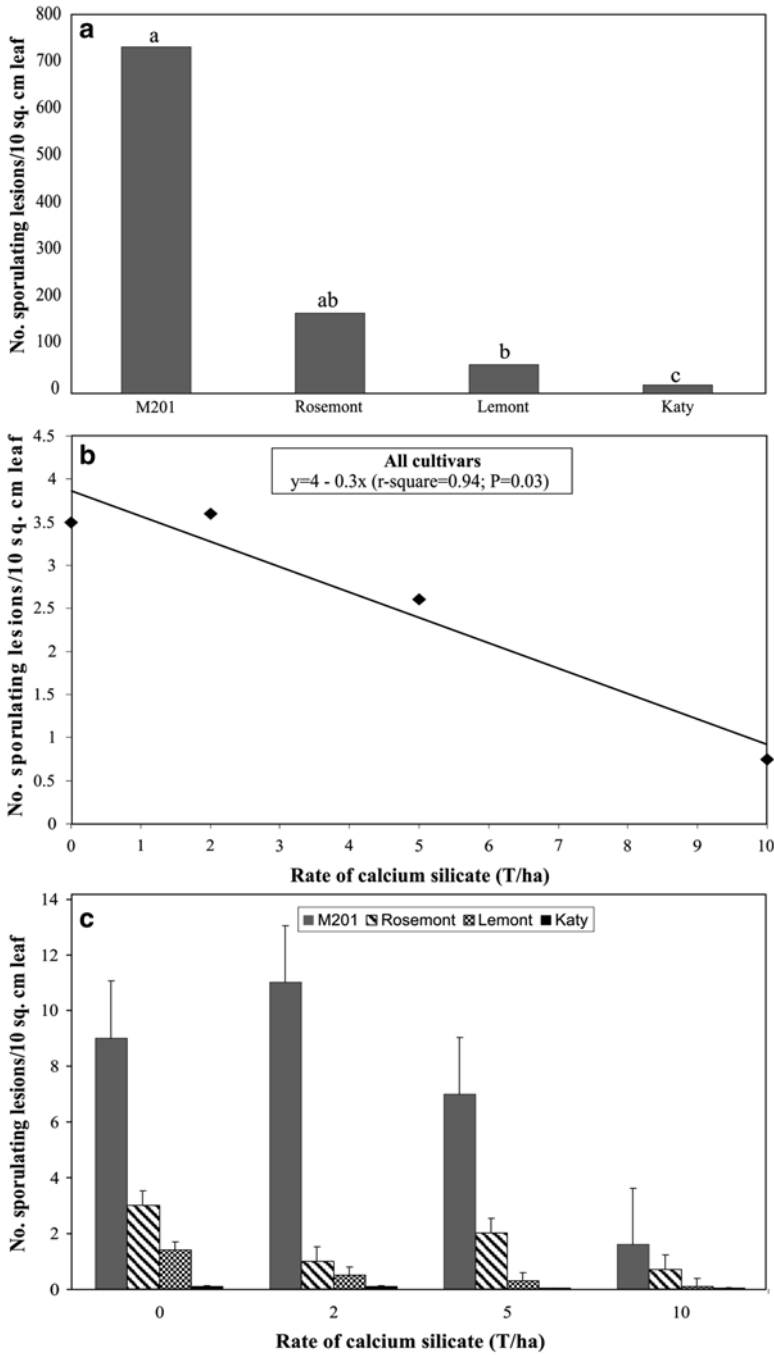 a
No. sporulating lesions/10 sq. cm leaf
800
700
600
500
400
300
200
100
0
a
ab
b
c
M201 Rosemont Lemont Katy
b
No. sporulating lesions/10 sq. cm leaf
4.5
4
3.5
3
2.5
2
1.5
1
0.5
0
All cultivars
y=4 - 0.3x (r-square=0.94; P=0.03)
0 1 2 3 4 5 6 7 8 9 10
Rate of calcium silicate (T/ha)
c
No. sporulating lesions/10 sq. cm leaf
14
12
10
8
6
4
2
0
M201 Rosemont Lemont Katy
0 2 5 10
Rate of calcium silicate (T/ha)